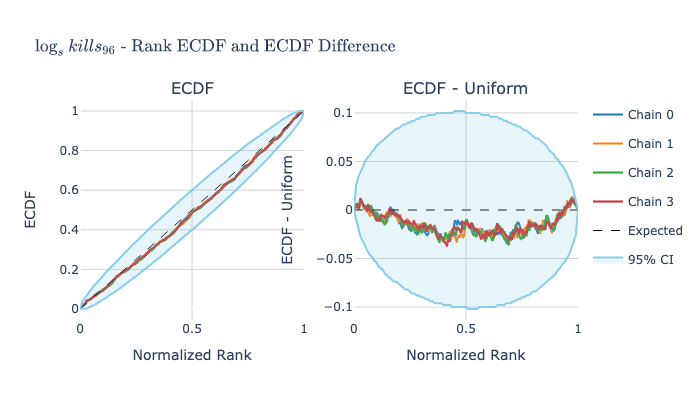 log_s kills_96 - Rank ECDF and ECDF Difference
ECDF
ECDF - Uniform
1
0.8
0.6
0.4
0.2
0
0
0.5
1
ECDF
Normalized Rank
0.1
0.05
0
−0.05
−0.1
0
0.5
1
ECDF - Uniform
Normalized Rank
Chain 0
Chain 1
Chain 2
Chain 3
Expected
95% CI